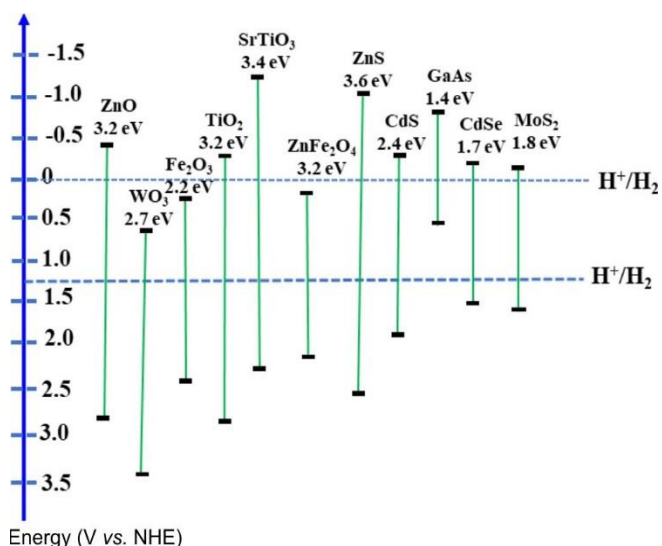 -1.5
-1.0
-0.5
0
0.5
1.0
1.5
2.0
2.5
3.0
3.5
ZnO
3.2 eV
WO₃
2.7 eV
Fe₂O₃
2.2 eV
TiO₂
3.2 eV
SrTiO₃
3.4 eV
ZnFe₂O₄
3.2 eV
ZnS
3.6 eV
CdS
2.4 eV
GaAs
1.4 eV
CdSe
1.7 eV
MoS₂
1.8 eV
H⁺/H₂
H⁺/H₂
Energy (V vs. NHE)